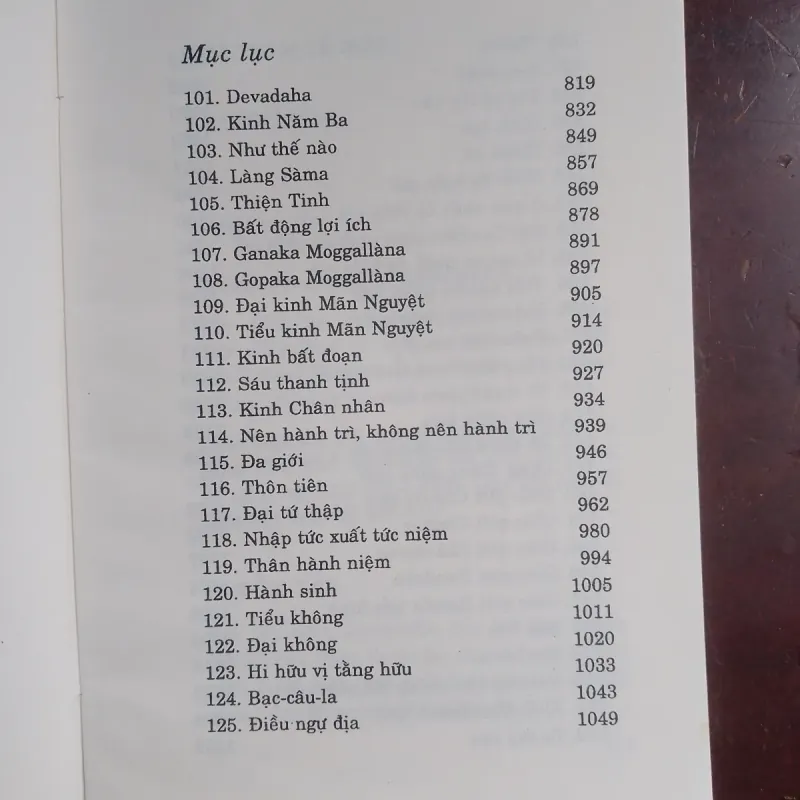 Mục lục
101. Devadaha 819
102. Kinh Năm Ba 832
103. Như thế nào 849
104. Làng Sàma 857
105. Thiện Tinh 869
106. Bất động lợi ích 878
107. Ganaka Moggallàna 891
108. Gopaka Moggallàna 897
109. Đại kinh Mãn Nguyệt 905
110. Tiểu kinh Mãn Nguyệt 914
111. Kinh bất đoạn 920
112. Sáu thanh tịnh 927
113. Kinh Chân nhân 934
114. Nên hành trì, không nên hành trì 939
115. Đa giới 946
116. Thôn tiên 957
117. Đại tứ thập 962
118. Nhập tức xuất tức niệm 980
119. Thân hành niệm 994
120. Hành sinh 1005
121. Tiểu không 1011
122. Đại không 1020
123. Hi hữu vị tằng hữu 1033
124. Bạc-câu-la 1043
125. Điều ngự địa 1049